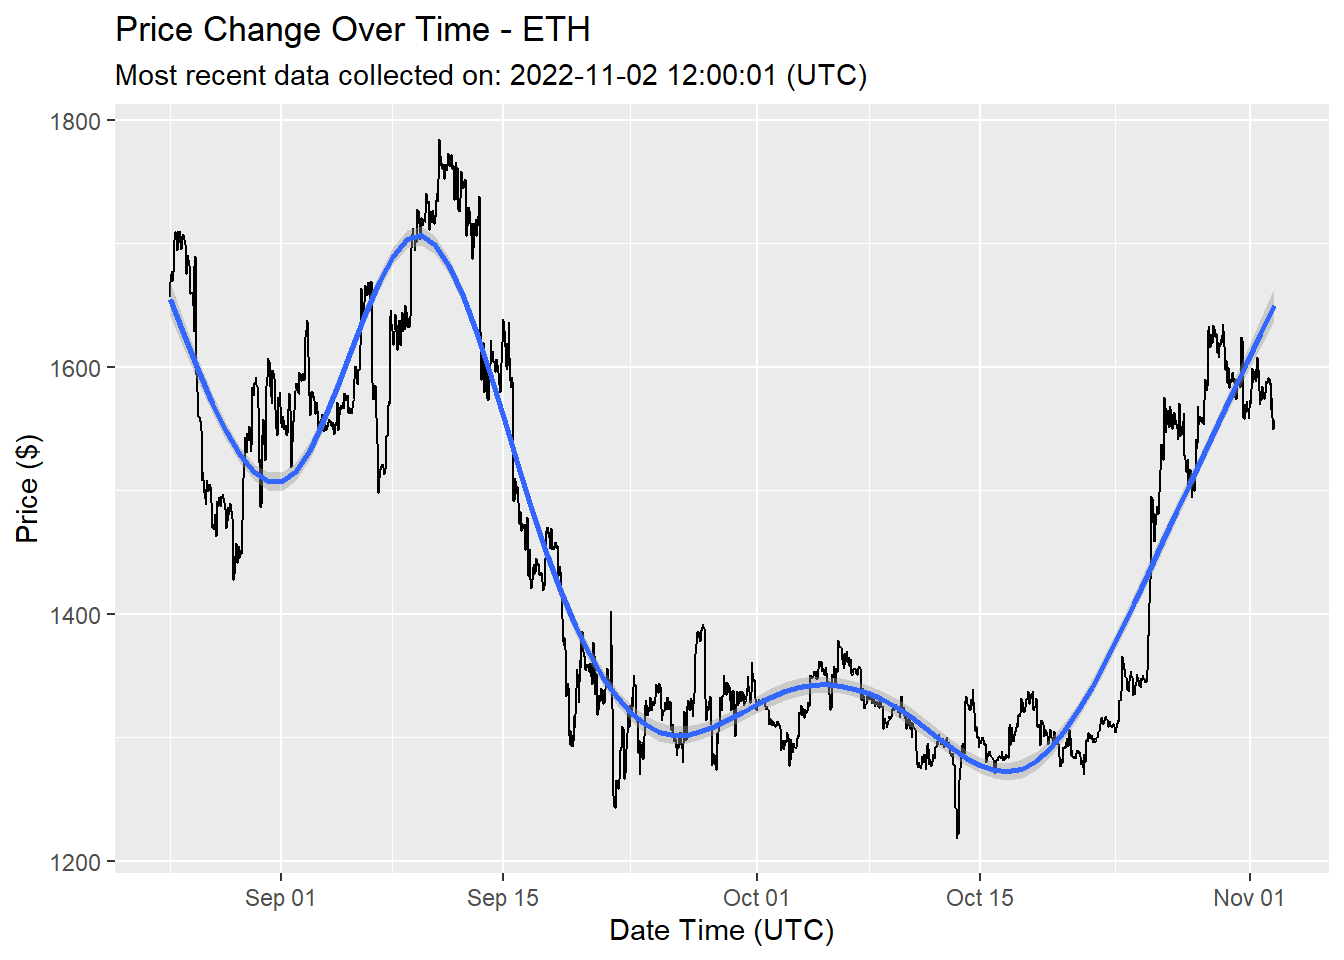 Price Change Over Time - ETH
Most recent data collected on: 2022-11-02 12:00:01 (UTC)
1800
1600
1400
1200
Price ($)
Sep 01 Sep 15 Oct 01 Oct 15 Nov 01
Date Time (UTC)